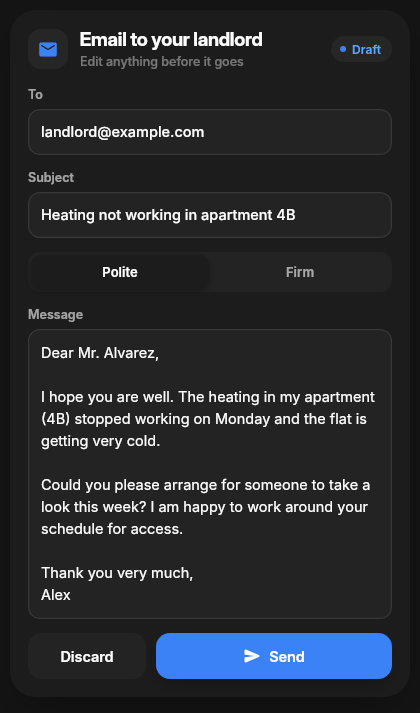 Email to your landlord
Edit anything before it goes
Draft
To
landlord@example.com
Subject
Heating not working in apartment 4B
Polite
Firm
Message
Dear Mr. Alvarez,
I hope you are well. The heating in my apartment
(4B) stopped working on Monday and the flat is
getting very cold.
Could you please arrange for someone to take a
look this week? I am happy to work around your
schedule for access.
Thank you very much,
Alex
Discard
Send